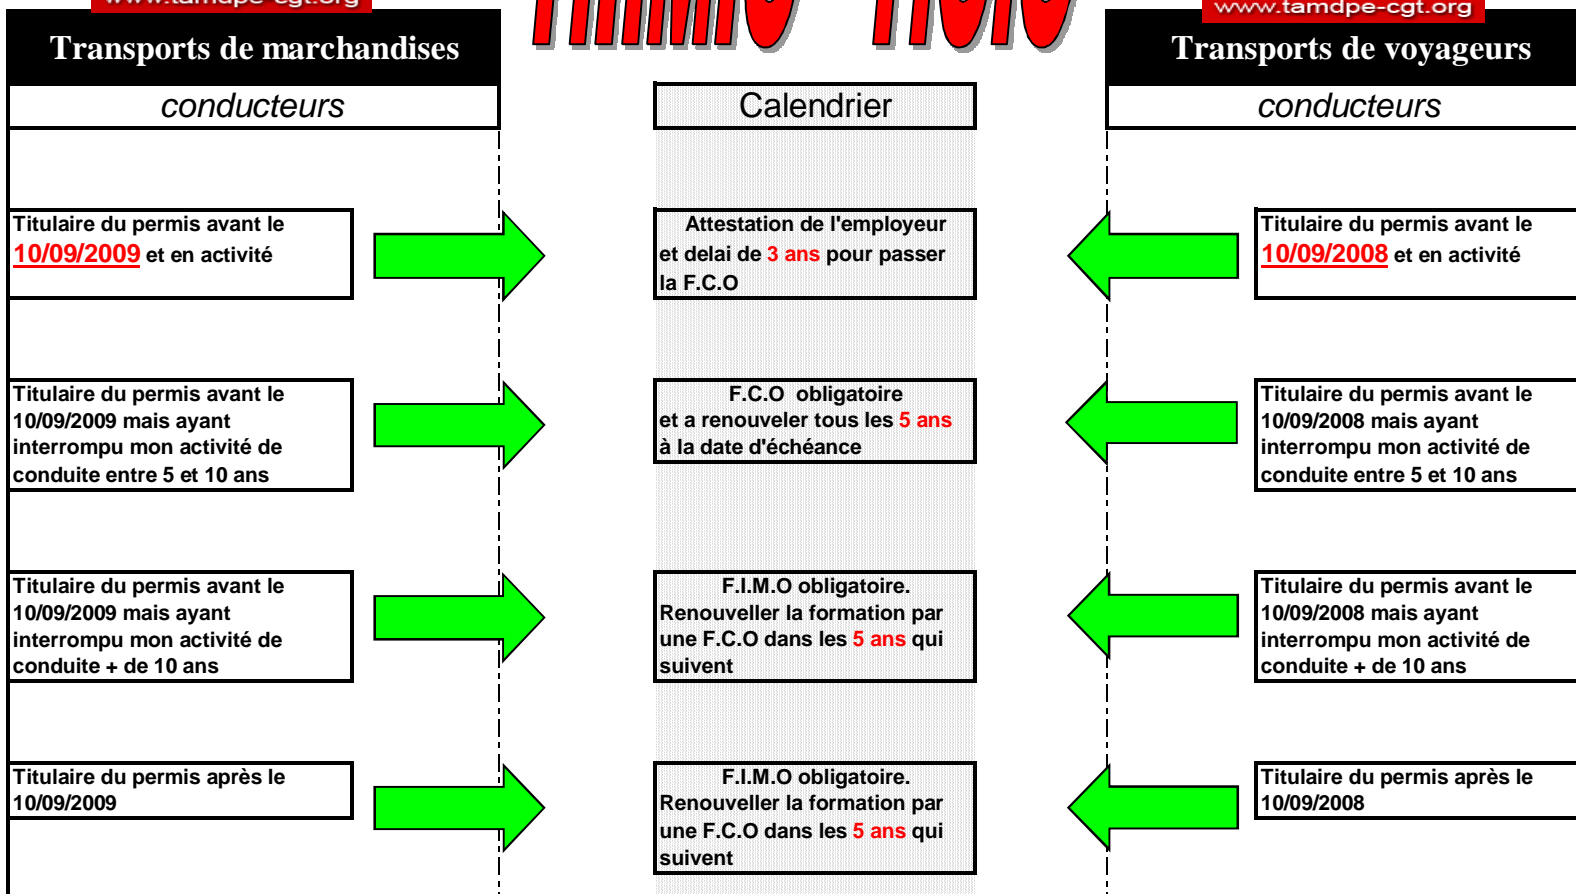 www.tamdpe-cgt.org
www.tamdpe-cgt.org
Transports de marchandises
Transports de voyageurs
conducteurs
Calendrier
conducteurs
Titulaire du permis avant le
10/09/2009 et en activité
Attestation de l'employeur
et delai de 3 ans pour passer
la F.C.O
Titulaire du permis avant le
10/09/2008 et en activité
Titulaire du permis avant le
10/09/2009 mais ayant
interrompu mon activité de
conduite entre 5 et 10 ans
F.C.O obligatoire
et a renouveler tous les 5 ans
à la date d'échéance
Titulaire du permis avant le
10/09/2008 mais ayant
interrompu mon activité de
conduite entre 5 et 10 ans
Titulaire du permis avant le
10/09/2009 mais ayant
interrompu mon activité de
conduite + de 10 ans
F.I.M.O obligatoire.
Renouveller la formation par
une F.C.O dans les 5 ans qui
suivent
Titulaire du permis avant le
10/09/2008 mais ayant
interrompu mon activité de
conduite + de 10 ans
Titulaire du permis après le
10/09/2009
F.I.M.O obligatoire.
Renouveller la formation par
une F.C.O dans les 5 ans qui
suivent
Titulaire du permis après le
10/09/2008